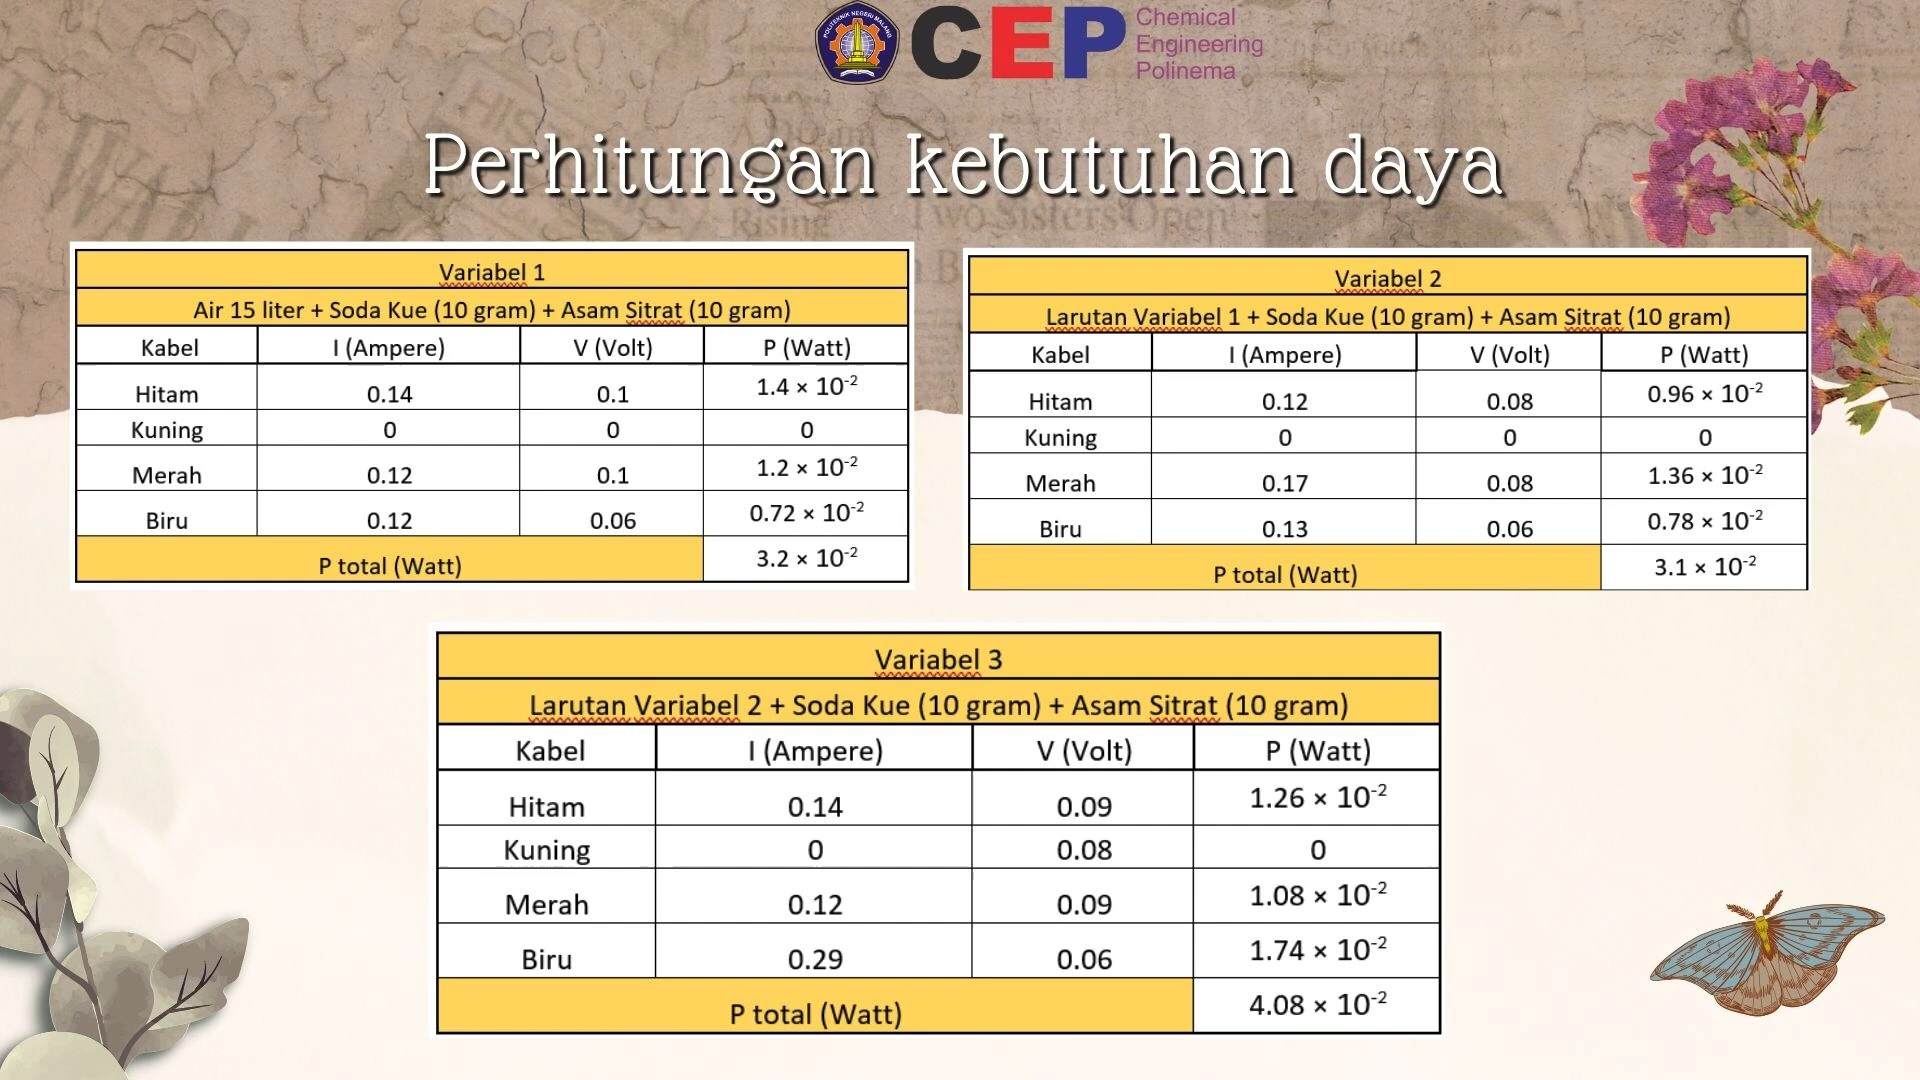 POLITEKNIK NEGERI MALANG
CEP
Chemical
Engineering
Polinema
Perhitungan kebutuhan daya
Rising
Two Sisters Open
Variabel 1
Air 15 liter + Soda Kue (10 gram) + Asam Sitrat (10 gram)
Kabel I (Ampere) V (Volt) P (Watt)
Hitam 0.14 0.1 1.4 × 10⁻²
Kuning 0 0 0
Merah 0.12 0.1 1.2 × 10⁻²
Biru 0.12 0.06 0.72 × 10⁻²
P total (Watt) 3.2 × 10⁻²
Variabel 2
Larutan Variabel 1 + Soda Kue (10 gram) + Asam Sitrat (10 gram)
Kabel I (Ampere) V (Volt) P (Watt)
Hitam 0.12 0.08 0.96 × 10⁻²
Kuning 0 0 0
Merah 0.17 0.08 1.36 × 10⁻²
Biru 0.13 0.06 0.78 × 10⁻²
P total (Watt) 3.1 × 10⁻²
Variabel 3
Larutan Variabel 2 + Soda Kue (10 gram) + Asam Sitrat (10 gram)
Kabel I (Ampere) V (Volt) P (Watt)
Hitam 0.14 0.09 1.26 × 10⁻²
Kuning 0 0.08 0
Merah 0.12 0.09 1.08 × 10⁻²
Biru 0.29 0.06 1.74 × 10⁻²
P total (Watt) 4.08 × 10⁻²